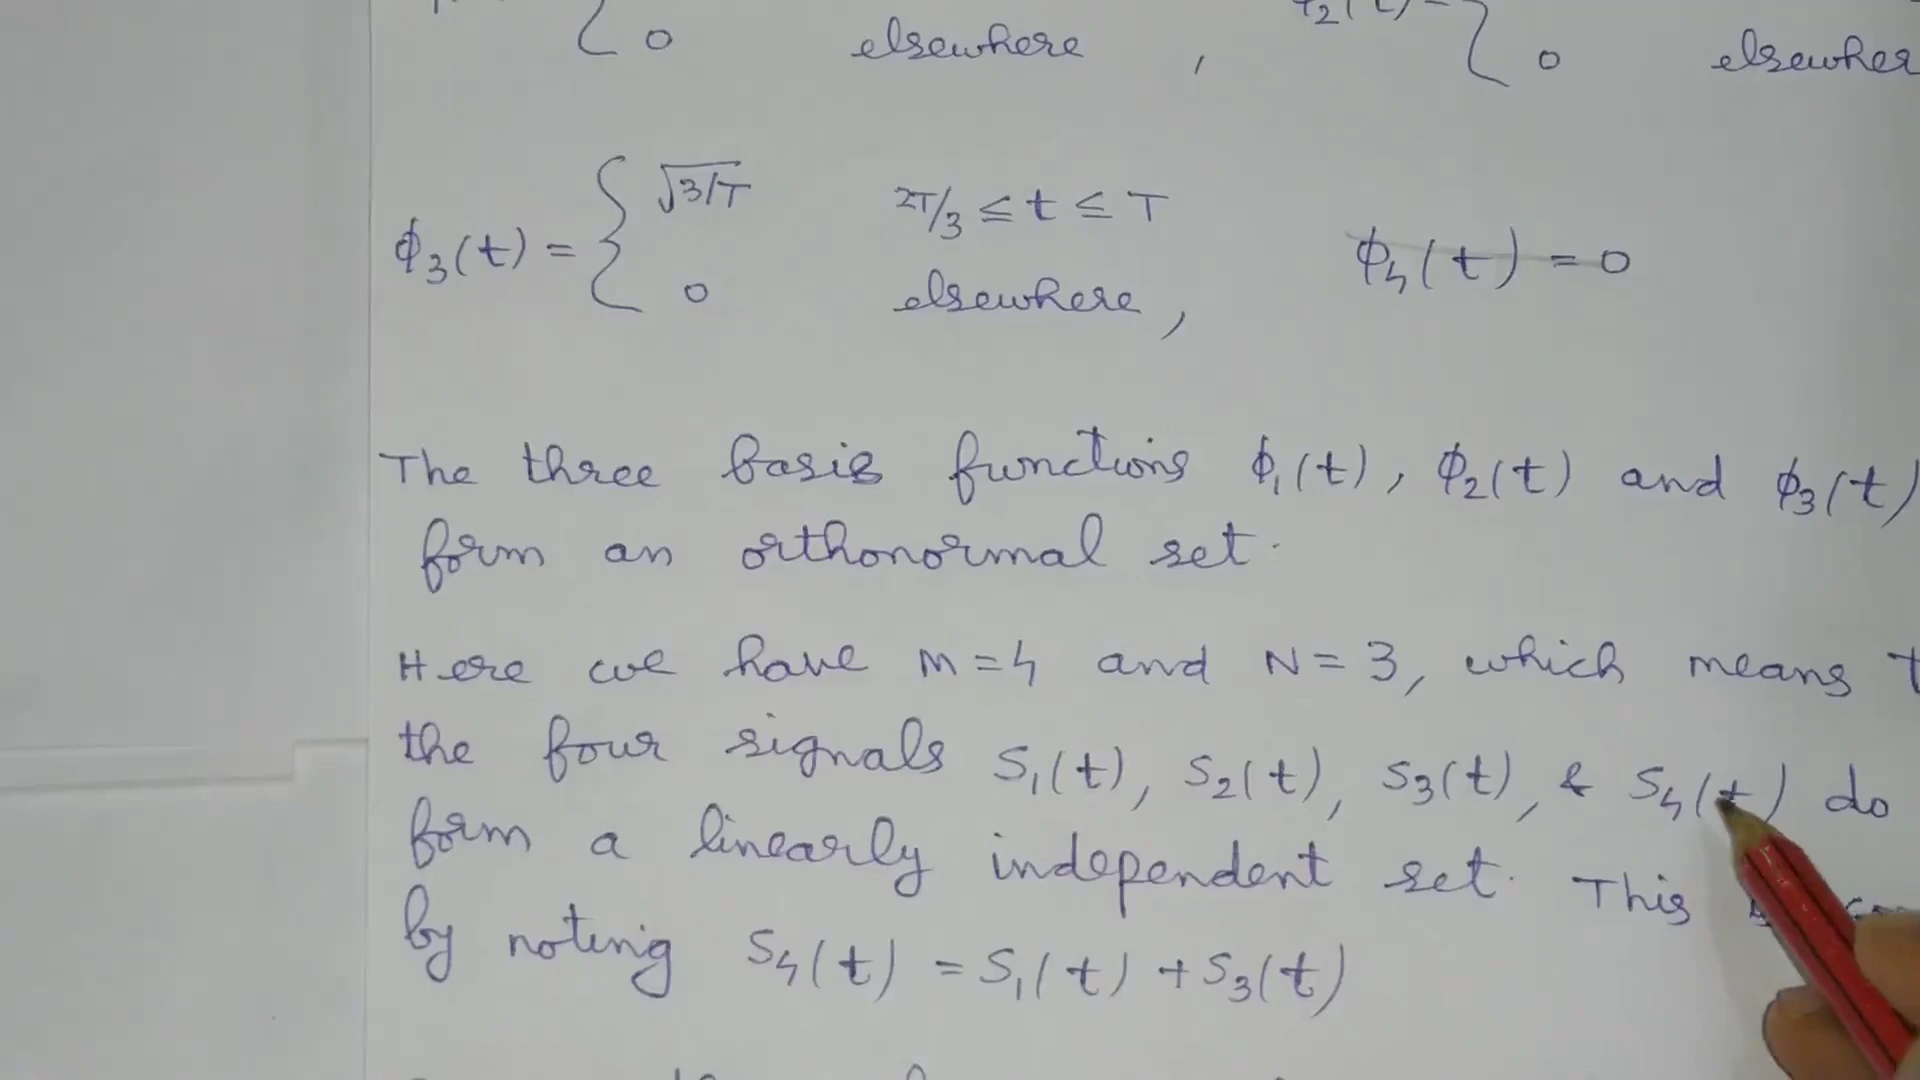 0 elsewhere , 0 elsewher
φ3(t) = { √3/T 2T/3 ≤ t ≤ T
0 elsewhere, φ4(t) = 0
The three basis functions φ1(t), φ2(t) and φ3(t)
form an orthonormal set.
Here we have M=4 and N=3, which means t
the four signals S1(t), S2(t), S3(t), & S4(t) do
form a linearly independent set. This
by noting S4(t) = S1(t) + S3(t)